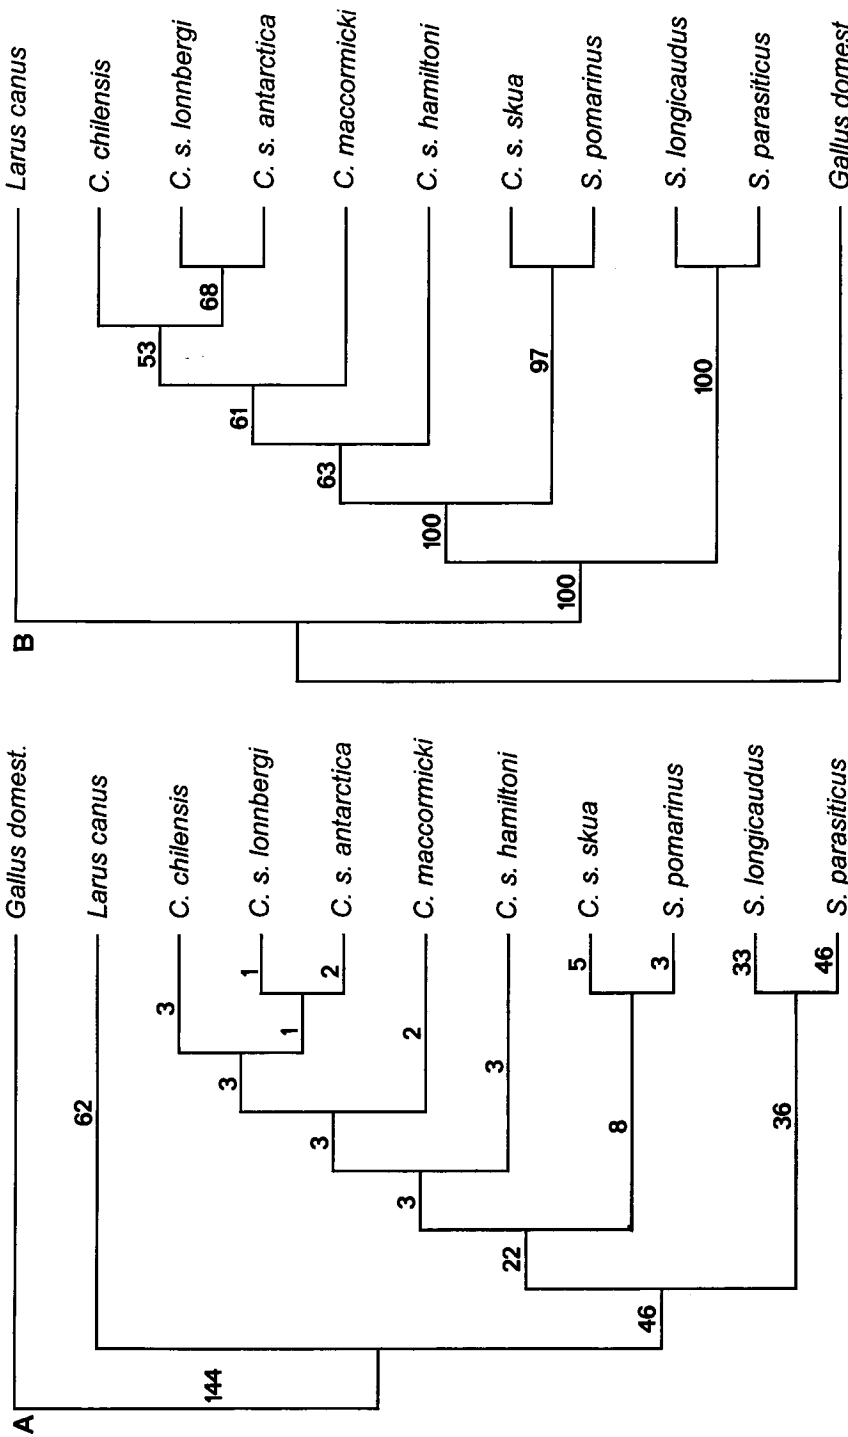 A
Gallus domest.
144
Larus canus
62
C. chilensis
3
C. s. lonnbergi
1
C. s. antarctica
2
1
3
C. maccormicki
2
3
C. s. hamiltoni
3
3
C. s. skua
5
S. pomarinus
3
8
22
S. longicaudus
33
S. parasiticus
46
36
46
B
Larus canus
C. chilensis
C. s. lonnbergi
C. s. antarctica
68
53
C. maccormicki
61
C. s. hamiltoni
63
C. s. skua
S. pomarinus
97
100
S. longicaudus
S. parasiticus
100
100
Gallus domest